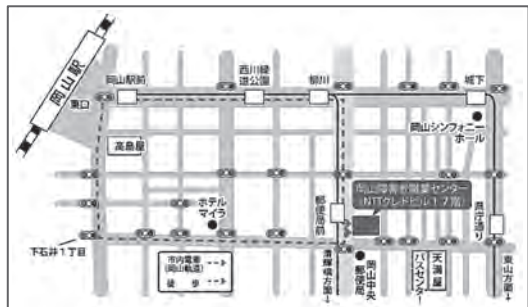 岡山駅
東口
岡山駅前
西川緑
道公園
柳川
城下
岡山シンフォニー
ホール
高島屋
岡山障害者職業センター
(NTTクレドビル17階)
ホテル
マイラ
郵便局前
県庁通り
下石井1丁目
市内電車
(岡山軌道)
徒歩
清輝橋方面→
岡山中央
郵便局
天満屋
バスセンター
東山方面→